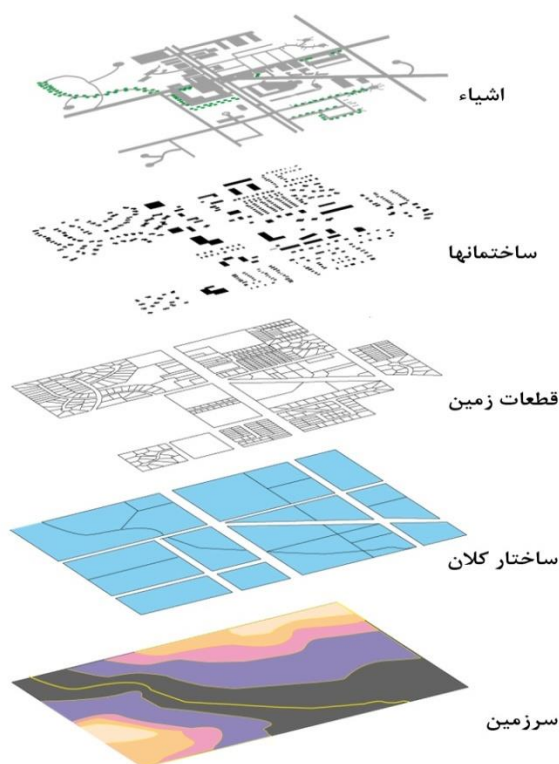 اشیاء
ساختمانها
قطعات زمین
ساختار کلان
سرزمین